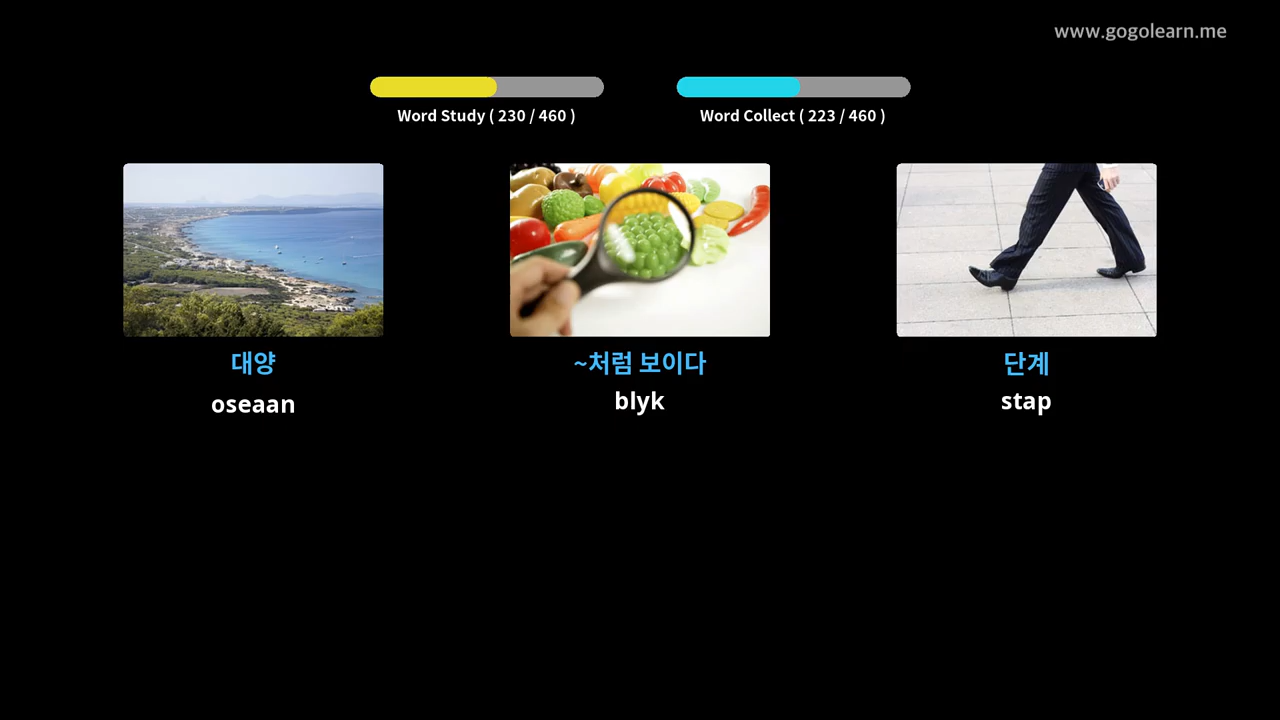 www.gogolearn.me
Word Study ( 230 / 460 )
Word Collect ( 223 / 460 )
대양
~처럼 보이다
단계
oseaan
blyk
stap